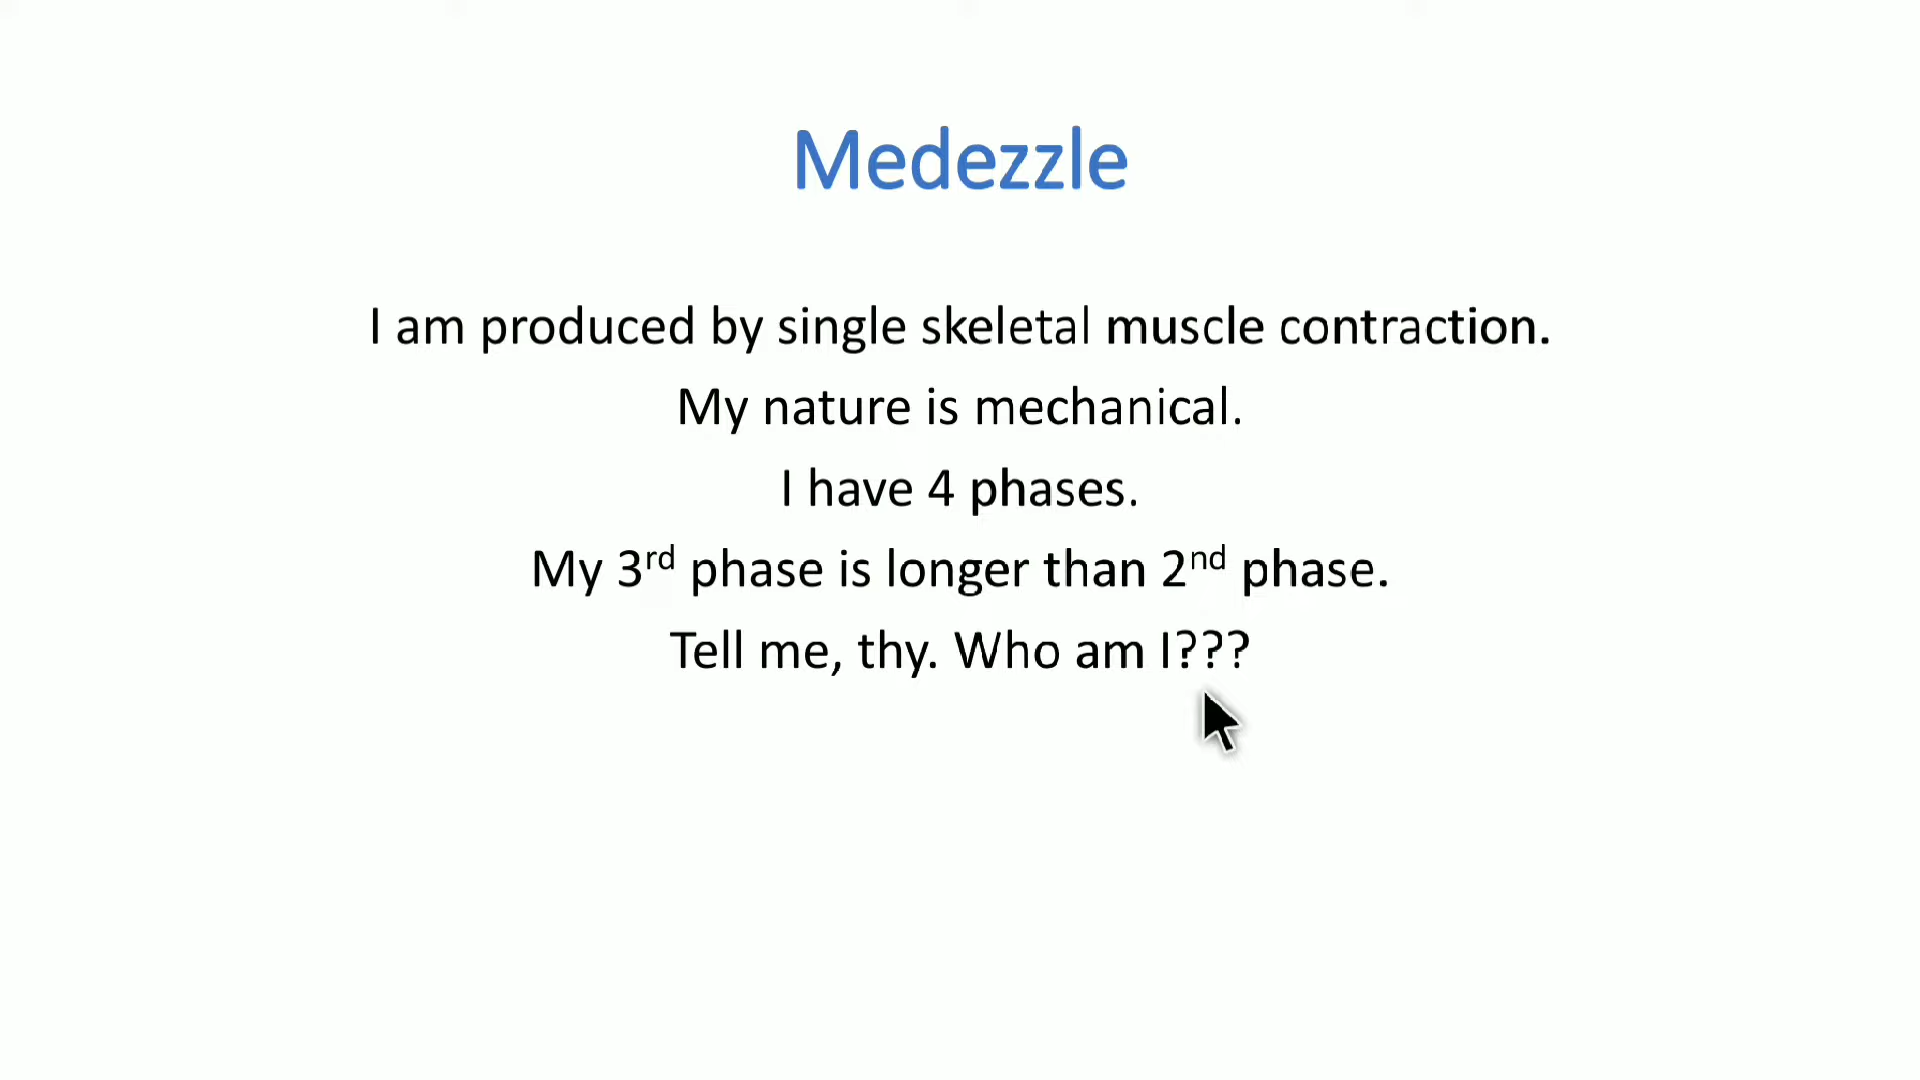 Medezzle
I am produced by single skeletal muscle contraction.
My nature is mechanical.
I have 4 phases.
My 3rd phase is longer than 2nd phase.
Tell me, thy. Who am I???